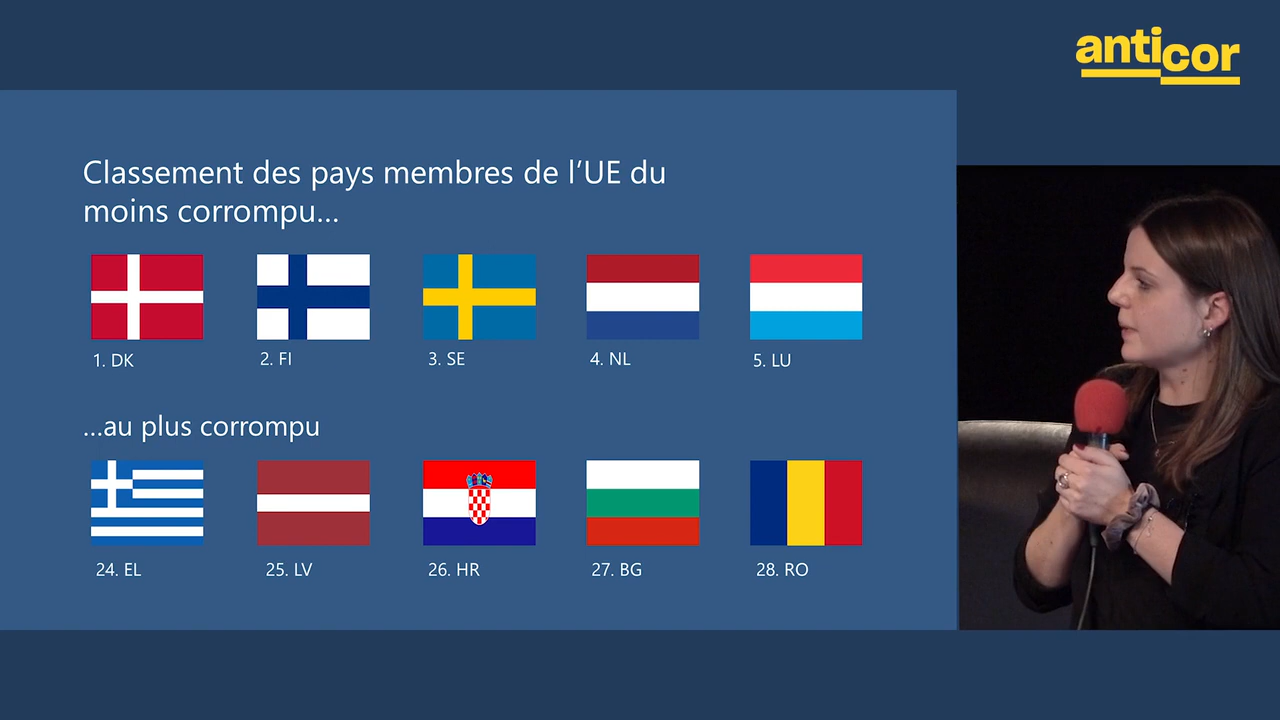 anticor
Classement des pays membres de l'UE du
moins corrompu...
1. DK
2. FI
3. SE
4. NL
5. LU
...au plus corrompu
24. EL
25. LV
26. HR
27. BG
28. RO